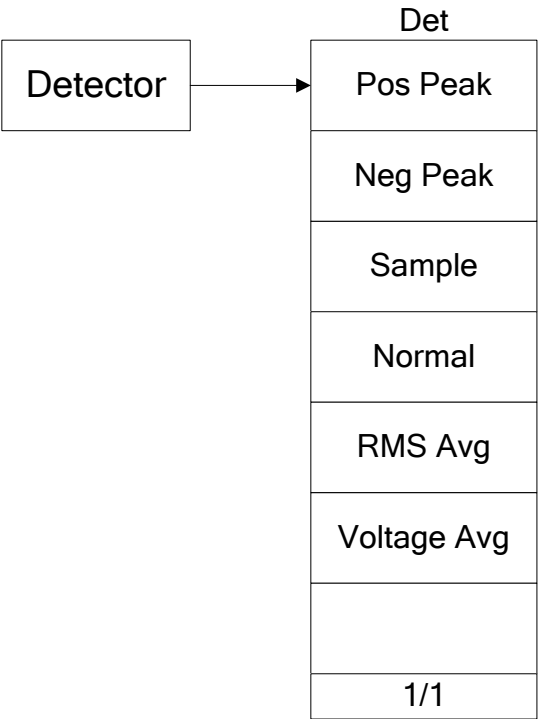 Det
Detector
Pos Peak
Neg Peak
Sample
Normal
RMS Avg
Voltage Avg
1/1